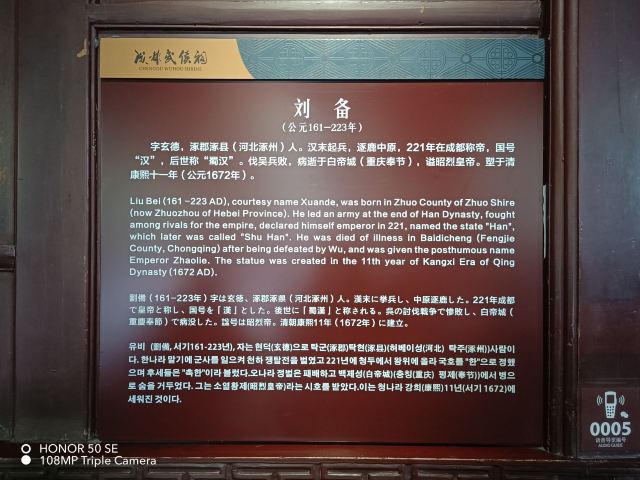 成都武侯祠
CHENGDU WUHOU SHRINE
刘 备
(公元161—223年)
字玄德，涿郡涿县（河北涿州）人。汉末起兵，逐鹿中原，221年在成都称帝，国号
“汉”，后世称“蜀汉”。伐吴兵败，病逝于白帝城（重庆奉节），谥昭烈皇帝。塑于清
康熙十一年（公元1672年）。
Liu Bei (161 –223 AD), courtesy name Xuande, was born in Zhuo County of Zhuo Shire
(now Zhuozhou of Hebei Province). He led an army at the end of Han Dynasty, fought
among rivals for the empire, declared himself emperor in 221, named the state "Han",
which later was called "Shu Han". He was died of illness in Baidicheng (Fengjie
County, Chongqing) after being defeated by Wu, and was given the posthumous name
Emperor Zhaolie. The statue was created in the 11th year of Kangxi Era of Qing
Dynasty (1672 AD).
劉備（161—223年）字は玄徳、涿郡涿県（河北涿州）人。漢末に挙兵し、中原逐鹿した。221年成都
で皇帝と称し、国号を「漢」とした。後世に「蜀漢」と称される。呉の討伐戦争で惨敗し、白帝城（
重慶奉節）で病没した。諡号は昭烈帝。清朝康熙11年（1672年）に建立。
유비 (劉備, 서기161-223년), 자는 현덕(玄德)으로 탁군(涿郡)탁현(涿县)(허베이성(河北) 탁주(涿州))사람이
다. 한나라 말기에 군사를 일으켜 천하 쟁탈전을 벌였고 221년에 청두에서 왕위에 올라 국호를 "한"으로 정했
으며 후세들은 "촉한"이라 불렀다.오나라 정벌은 패배하고 백제성(白帝城)(충칭(重庆) 펑제(奉节))에서 병으
로 숨을 거두었다. 그는 소열황제(昭烈皇帝)라는 시호를 받았다.이는 청나라 강희(康熙)11년(서기 1672)에
세워진 것이다.
0005
语音导览编号
AUDIO GUIDE
HONOR 50 SE
108MP Triple Camera